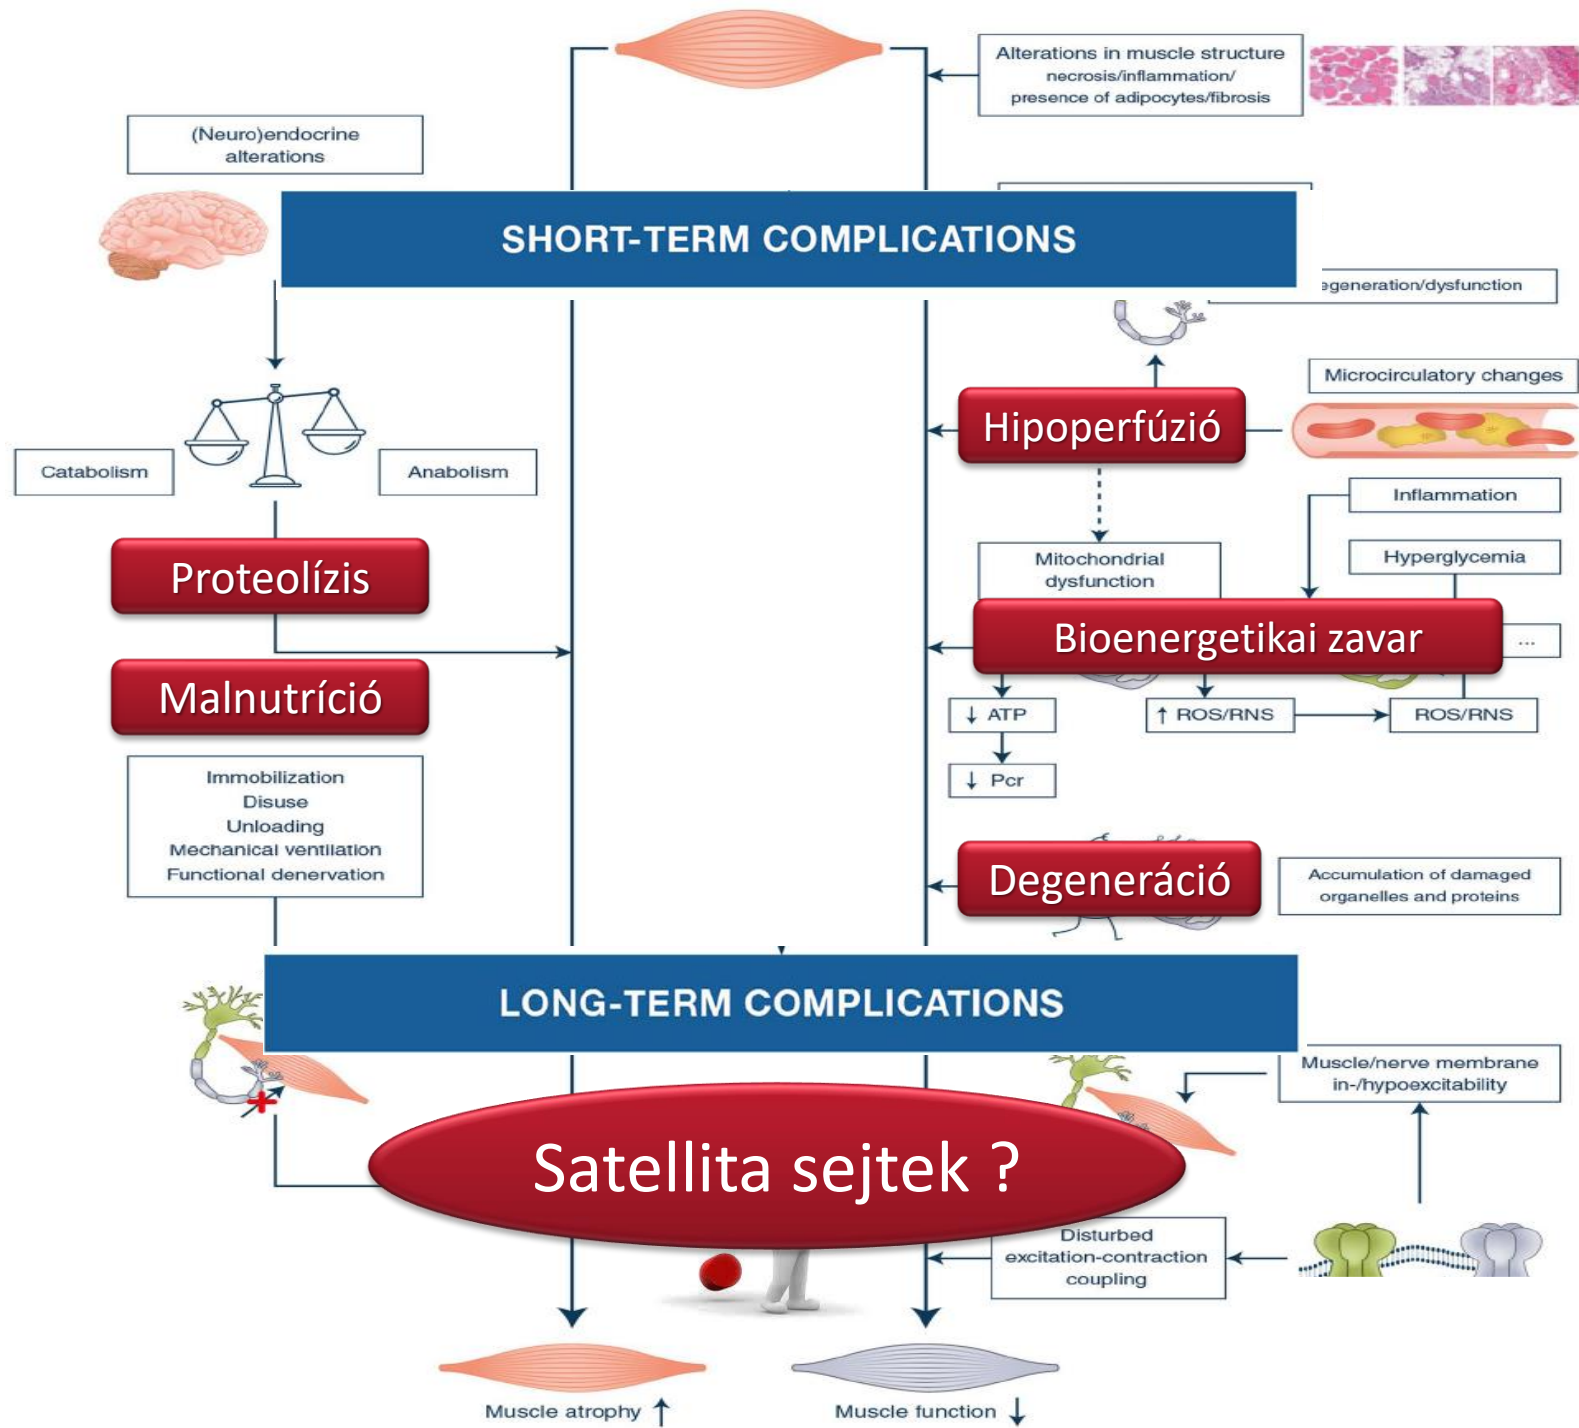 Alterations in muscle structure
necrosis/inflammation/
presence of adipocytes/fibrosis
(Neuro)endocrine
alterations
SHORT-TERM COMPLICATIONS
egeneration/dysfunction
Microcirculatory changes
Hipoperfúzió
Catabolism
Anabolism
Inflammation
Mitochondrial
dysfunction
Hyperglycemia
Proteolízis
Bioenergetikai zavar
...
Malnutríció
↓ ATP
↑ ROS/RNS
ROS/RNS
↓ Pcr
Immobilization
Disuse
Unloading
Mechanical ventilation
Functional denervation
Degeneráció
Accumulation of damaged
organelles and proteins
LONG-TERM COMPLICATIONS
Muscle/nerve membrane
in-/hypoexcitability
Satellita sejtek ?
Disturbed
excitation-contraction
coupling
Muscle atrophy ↑
Muscle function ↓